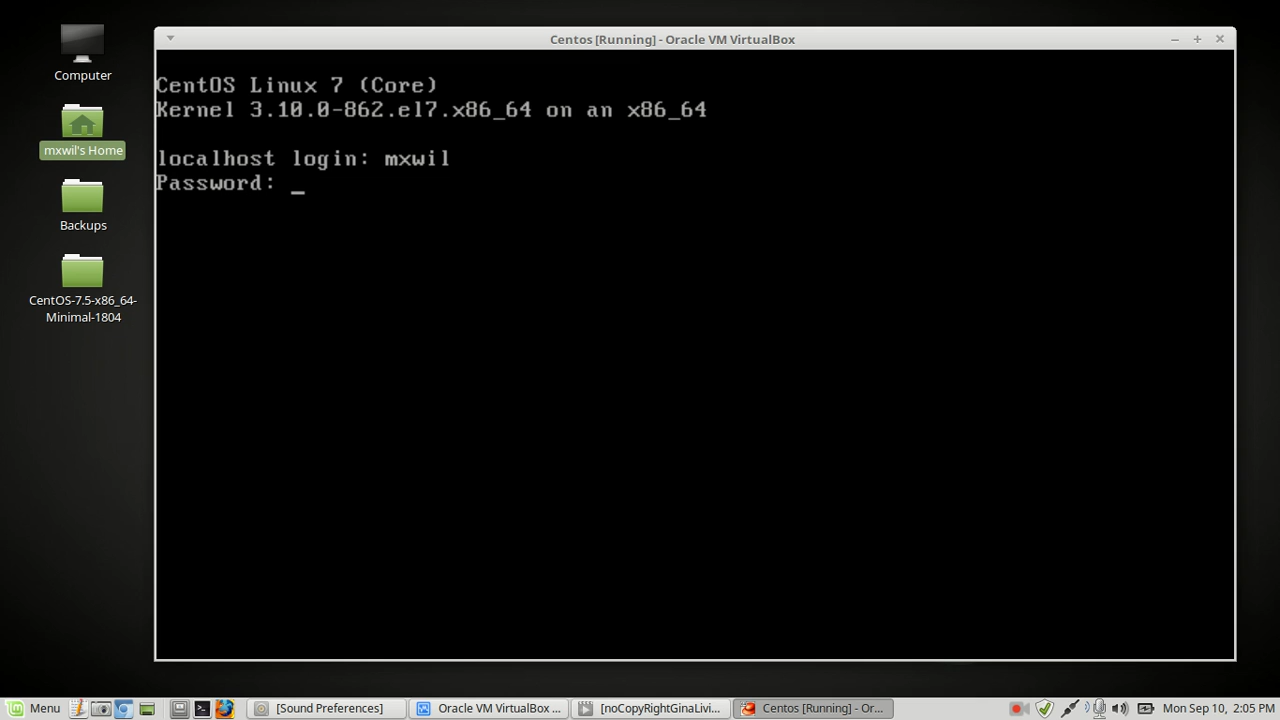 Computer
mxwil's Home
Backups
CentOS-7.5-x86_64-
Minimal-1804
Centos [Running] - Oracle VM VirtualBox
CentOS Linux 7 (Core)
Kernel 3.10.0-862.el7.x86_64 on an x86_64
localhost login: mxwil
Password: _
Menu
[Sound Preferences]
Oracle VM VirtualBox ...
[noCopyRightGinaLivi...
Centos [Running] - Or...
Mon Sep 10, 2:05 PM